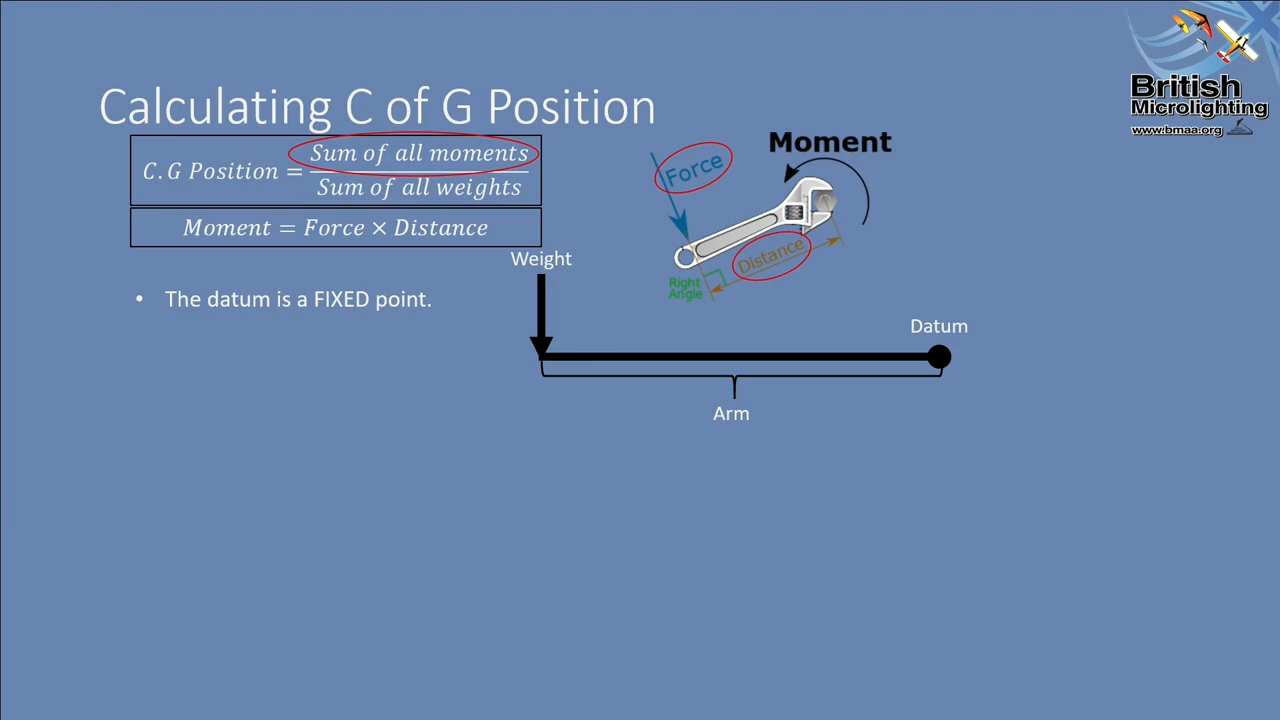 British
Microlighting
www.bmaa.org
Calculating C of G Position
C.G Position = Sum of all moments / Sum of all weights
Moment = Force × Distance
Moment
Force
Distance
Right
Angle
Weight
• The datum is a FIXED point.
Datum
Arm